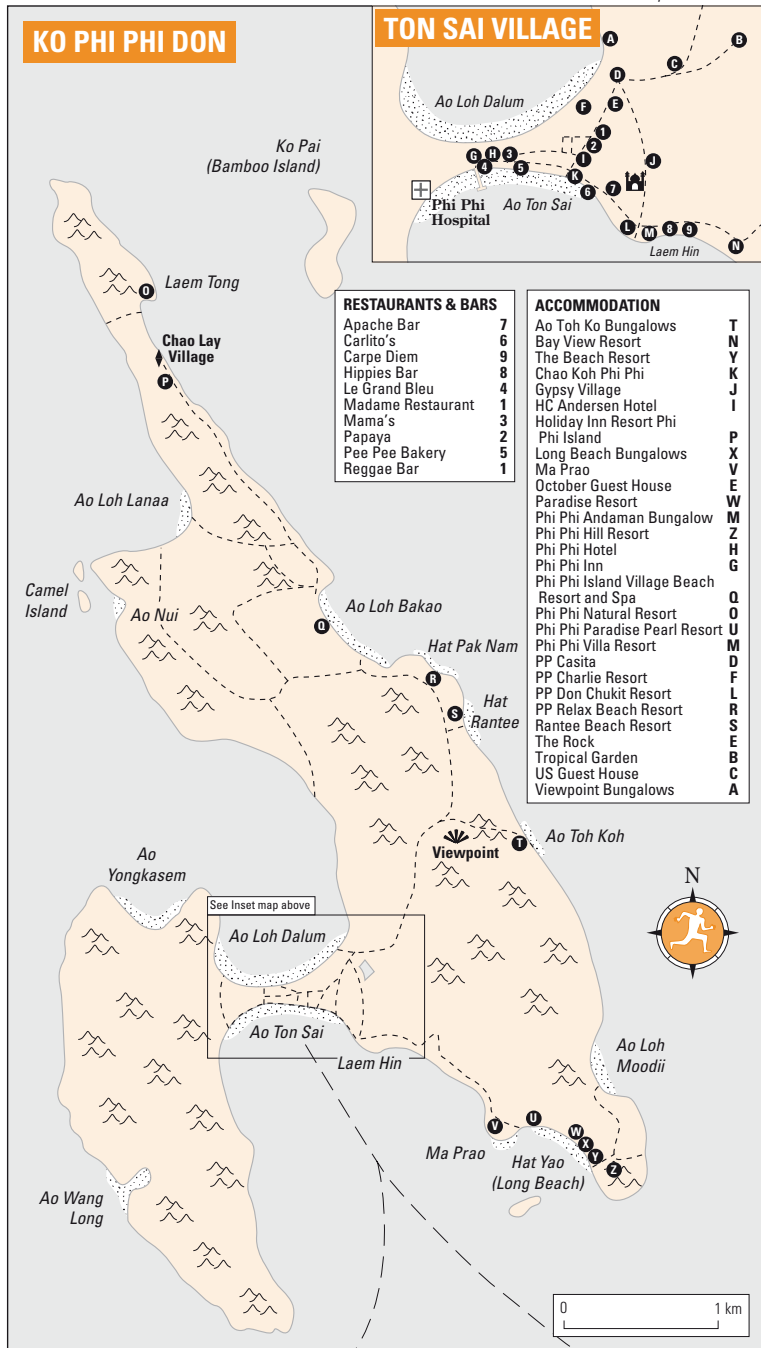 KO PHI PHI DON
TON SAI VILLAGE
A
B
C
D
Ao Loh Dalum
F
E
1
2
G
H
3
I
J
4
5
K
6
7
Phi Phi
Hospital
Ao Ton Sai
L
M
8
9
N
Laem Hin
Ko Pai
(Bamboo Island)
O
Laem Tong
Chao Lay
Village
P
RESTAURANTS & BARS
Apache Bar 7
Carlito's 6
Carpe Diem 9
Hippies Bar 8
Le Grand Bleu 4
Madame Restaurant 1
Mama's 3
Papaya 2
Pee Pee Bakery 5
Reggae Bar 1
ACCOMMODATION
Ao Toh Ko Bungalows T
Bay View Resort N
The Beach Resort Y
Chao Koh Phi Phi K
Gypsy Village J
HC Andersen Hotel I
Holiday Inn Resort Phi
Phi Island P
Long Beach Bungalows X
Ma Prao V
October Guest House E
Paradise Resort W
Phi Phi Andaman Bungalow M
Phi Phi Hill Resort Z
Phi Phi Hotel H
Phi Phi Inn G
Phi Phi Island Village Beach
Resort and Spa Q
Phi Phi Natural Resort O
Phi Phi Paradise Pearl Resort U
Phi Phi Villa Resort M
PP Casita D
PP Charlie Resort F
PP Don Chukit Resort L
PP Relax Beach Resort R
Rantee Beach Resort S
The Rock E
Tropical Garden B
US Guest House C
Viewpoint Bungalows A
Ao Loh Lanaa
Camel
Island
Ao Nui
Ao Loh Bakao
Q
Hat Pak Nam
R
Hat
Rantee
S
Viewpoint
T
Ao Toh Koh
Ao
Yongkasem
See Inset map above
Ao Loh Dalum
Ao Ton Sai
Laem Hin
N
Ao Loh
Moodii
V
U
W
X
Y
Z
Ma Prao
Hat Yao
(Long Beach)
Ao Wang
Long
0 1 km